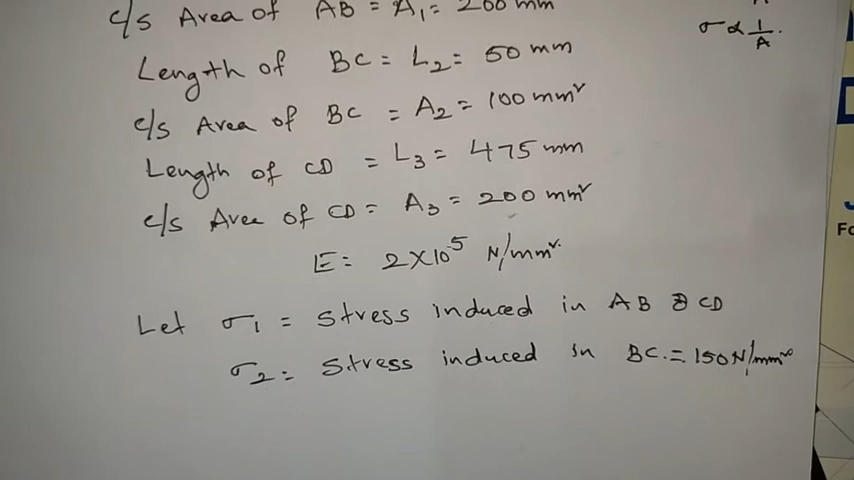 c/s Area of AB = A₁ = 200 mm
σ ∝ 1/A.
Length of BC = L₂ = 50 mm
c/s Area of BC = A₂ = 100 mm²
Length of CD = L₃ = 475 mm
c/s Area of CD = A₃ = 200 mm²
E = 2×10⁵ N/mm²
Let σ₁ = stress induced in AB & CD
σ₂ = stress induced in BC. = 150 N/mm²